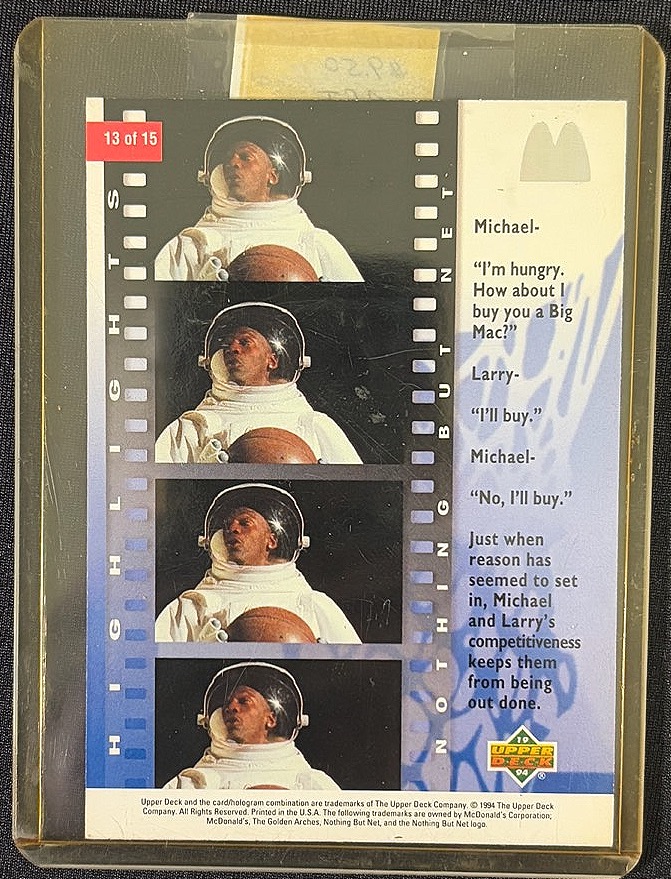 $9.50
13 of 15
HIGHLIGHTS
NOTHING BUT NET
Michael-
“I'm hungry.
How about I
buy you a Big
Mac?”
Larry-
“I'll buy.”
Michael-
“No, I'll buy.”
Just when
reason has
seemed to set
in, Michael
and Larry's
competitiveness
keeps them
from being
out done.
19
UPPER
DECK
94
®
Upper Deck and the card/hologram combination are trademarks of The Upper Deck Company. © 1994 The Upper Deck
Company. All Rights Reserved. Printed in the U.S.A. The following trademarks are owned by McDonald's Corporation;
McDonald's, The Golden Arches, Nothing But Net, and the Nothing But Net logo.